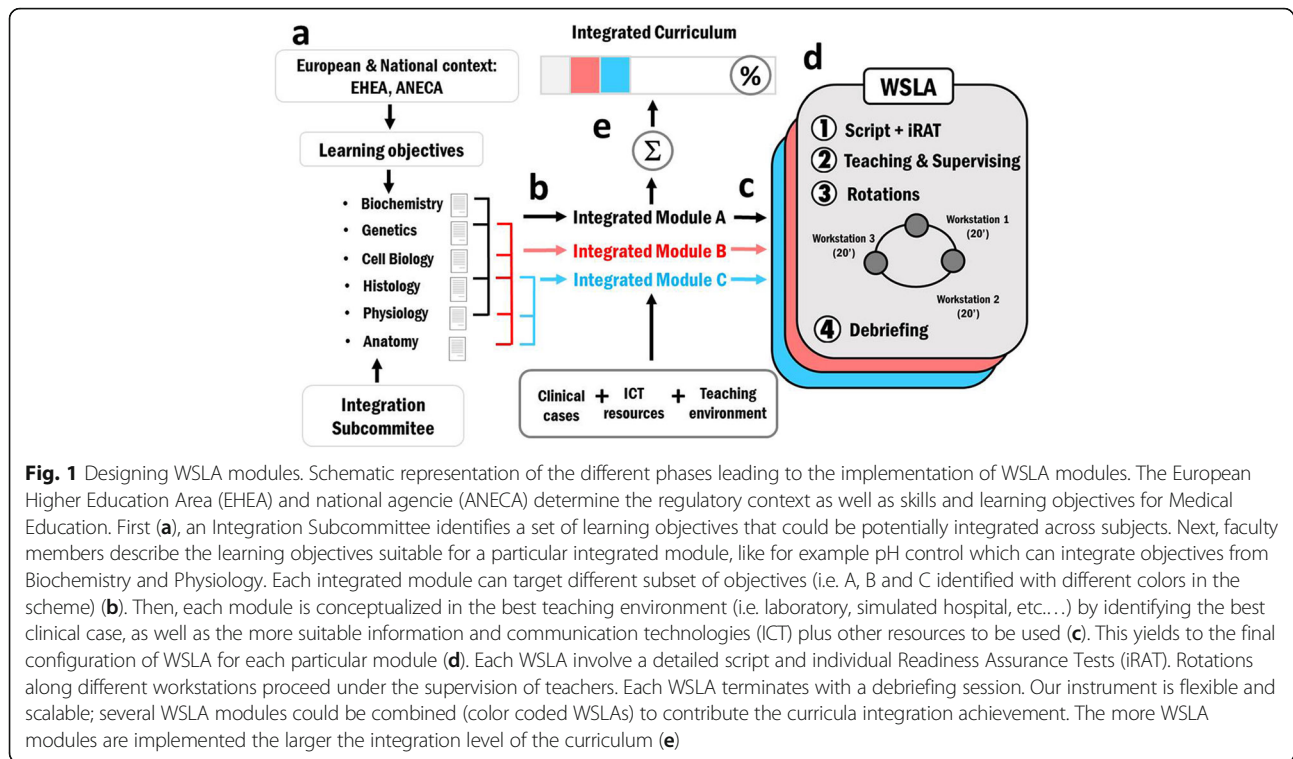 a
European & National context:
EHEA, ANECA
Learning objectives
• Biochemistry
• Genetics
• Cell Biology
• Histology
• Physiology
• Anatomy
Integration
Subcommitee
Integrated Curriculum
%
e
Σ
b
c
Integrated Module A
Integrated Module B
Integrated Module C
Clinical cases + ICT resources + Teaching environment
d
WSLA
1 Script + iRAT
2 Teaching & Supervising
3 Rotations
Workstation 1
(20')
Workstation 3
(20')
Workstation 2
(20')
4 Debriefing
Fig. 1 Designing WSLA modules. Schematic representation of the different phases leading to the implementation of WSLA modules. The European
Higher Education Area (EHEA) and national agencie (ANECA) determine the regulatory context as well as skills and learning objectives for Medical
Education. First (a), an Integration Subcommittee identifies a set of learning objectives that could be potentially integrated across subjects. Next, faculty
members describe the learning objectives suitable for a particular integrated module, like for example pH control which can integrate objectives from
Biochemistry and Physiology. Each integrated module can target different subset of objectives (i.e. A, B and C identified with different colors in the
scheme) (b). Then, each module is conceptualized in the best teaching environment (i.e. laboratory, simulated hospital, etc.…) by identifying the best
clinical case, as well as the more suitable information and communication technologies (ICT) plus other resources to be used (c). This yields to the final
configuration of WSLA for each particular module (d). Each WSLA involve a detailed script and individual Readiness Assurance Tests (iRAT). Rotations
along different workstations proceed under the supervision of teachers. Each WSLA terminates with a debriefing session. Our instrument is flexible and
scalable; several WSLA modules could be combined (color coded WSLAs) to contribute the curricula integration achievement. The more WSLA
modules are implemented the larger the integration level of the curriculum (e)